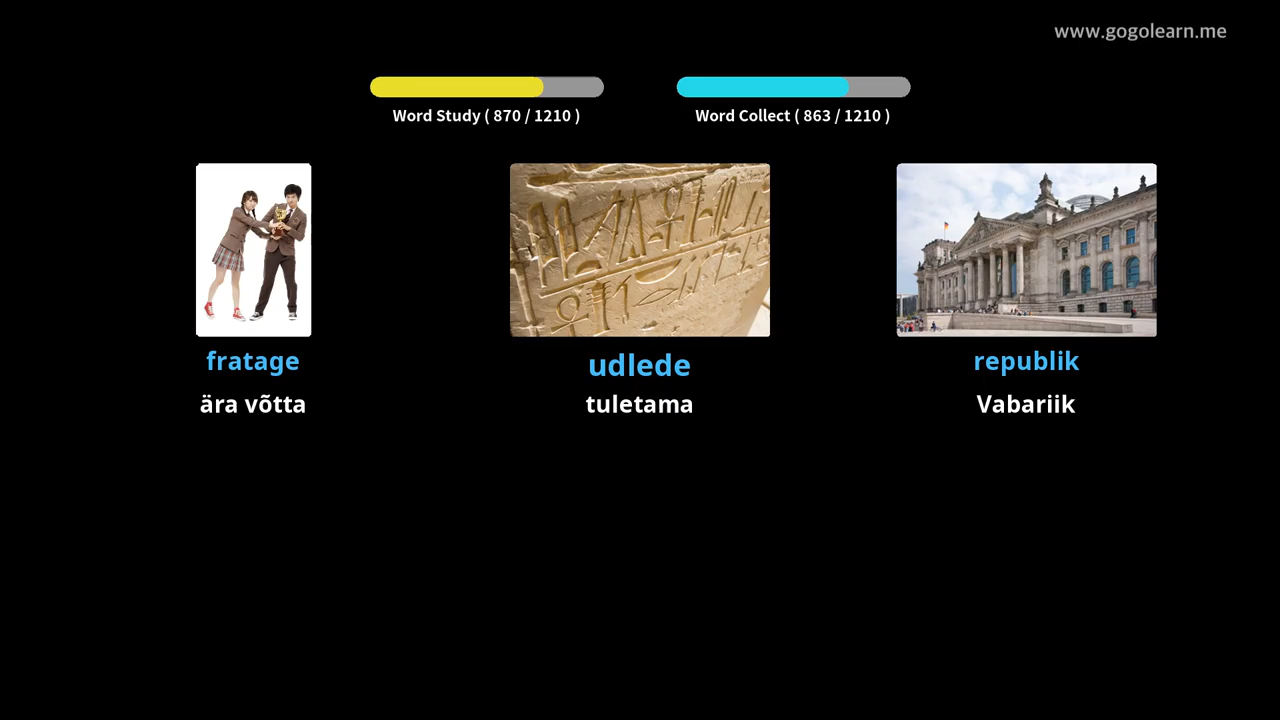 www.gogolearn.me
Word Study ( 870 / 1210 )
Word Collect ( 863 / 1210 )
fratage
udlede
republik
ära võtta
tuletama
Vabariik